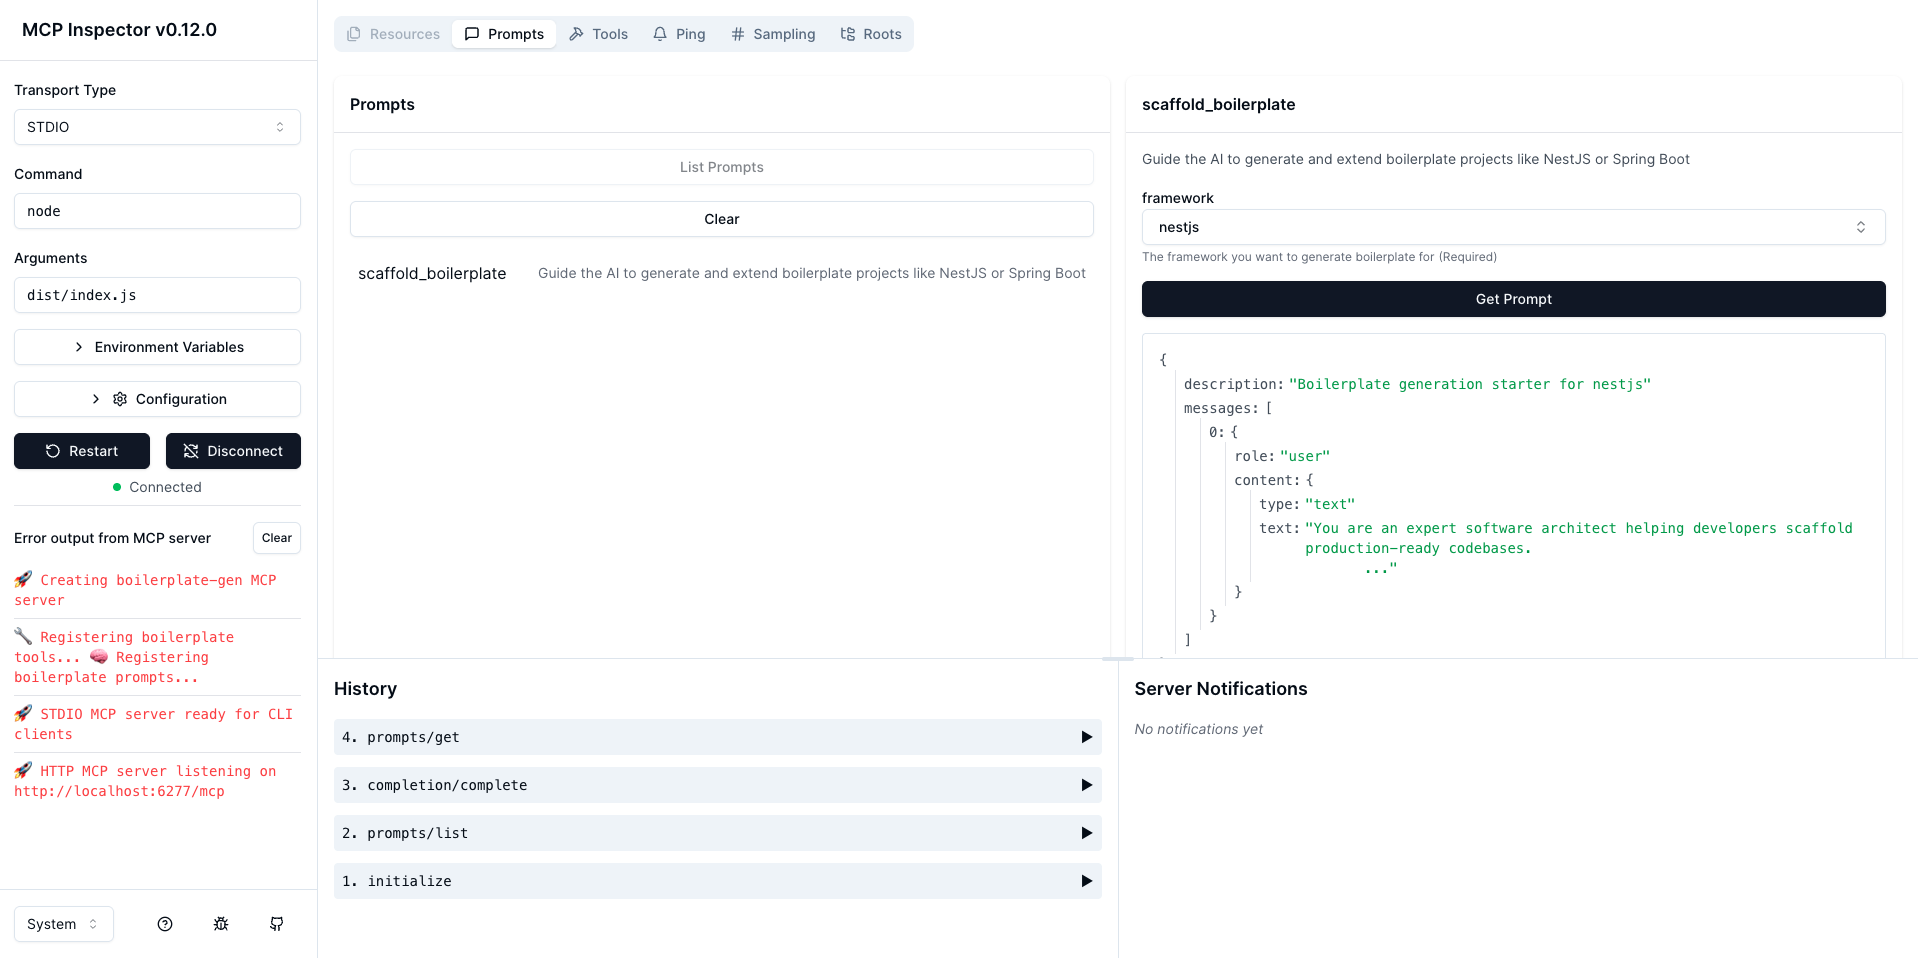 MCP Inspector v0.12.0
Transport Type
STDIO
Command
node
Arguments
dist/index.js
Environment Variables
Configuration
Restart
Disconnect
Connected
Error output from MCP server
Clear
🚀 Creating boilerplate-gen MCP
server
🔧 Registering boilerplate
tools... 🧠 Registering
boilerplate prompts...
🚀 STDIO MCP server ready for CLI
clients
🚀 HTTP MCP server listening on
http://localhost:6277/mcp
System
Resources
Prompts
Tools
Ping
Sampling
Roots
Prompts
List Prompts
Clear
scaffold_boilerplate
Guide the AI to generate and extend boilerplate projects like NestJS or Spring Boot
scaffold_boilerplate
Guide the AI to generate and extend boilerplate projects like NestJS or Spring Boot
framework
nestjs
The framework you want to generate boilerplate for (Required)
Get Prompt
{
description: "Boilerplate generation starter for nestjs"
messages: [
0: {
role: "user"
content: {
type: "text"
text: "You are an expert software architect helping developers scaffold
production-ready codebases.
..."
}
}
]
History
4. prompts/get
3. completion/complete
2. prompts/list
1. initialize
Server Notifications
No notifications yet